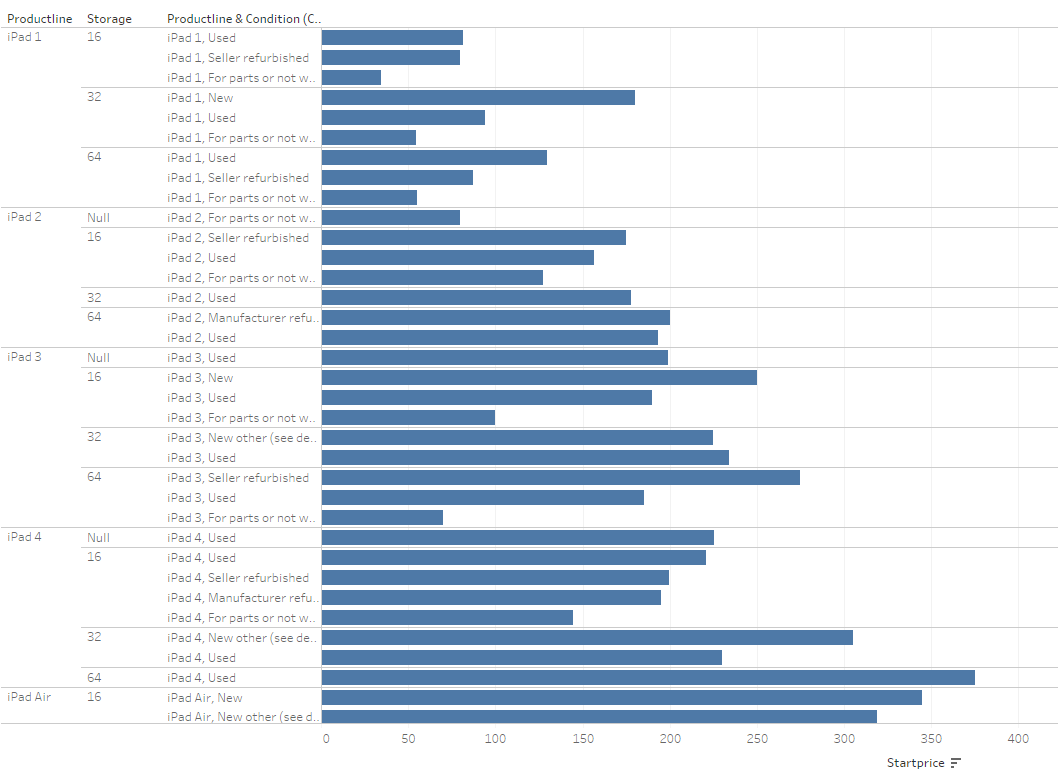 Productline Storage Productline & Condition (C..
iPad 1 16 iPad 1, Used
iPad 1, Seller refurbished
iPad 1, For parts or not w..
32 iPad 1, New
iPad 1, Used
iPad 1, For parts or not w..
64 iPad 1, Used
iPad 1, Seller refurbished
iPad 1, For parts or not w..
iPad 2 Null iPad 2, For parts or not w..
16 iPad 2, Seller refurbished
iPad 2, Used
iPad 2, For parts or not w..
32 iPad 2, Used
64 iPad 2, Manufacturer refu..
iPad 2, Used
iPad 3 Null iPad 3, Used
16 iPad 3, New
iPad 3, Used
iPad 3, For parts or not w..
32 iPad 3, New other (see de..
iPad 3, Used
64 iPad 3, Seller refurbished
iPad 3, Used
iPad 3, For parts or not w..
iPad 4 Null iPad 4, Used
16 iPad 4, Used
iPad 4, Seller refurbished
iPad 4, Manufacturer refu..
iPad 4, For parts or not w..
32 iPad 4, New other (see de..
iPad 4, Used
64 iPad 4, Used
iPad Air 16 iPad Air, New
iPad Air, New other (see d..
0 50 100 150 200 250 300 350 400
Startprice